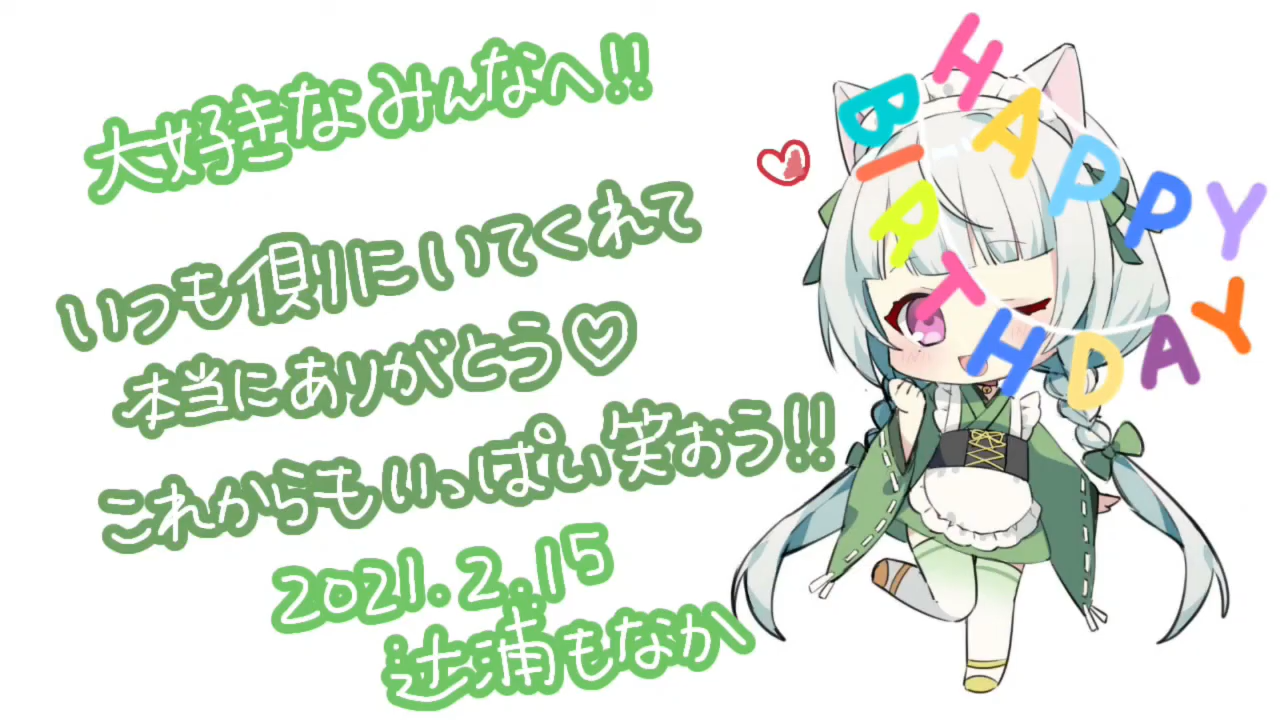 大好きなみんなへ!!
いつも側にいてくれて
本当にありがとう♡
これからもいっぱい笑おう!!
2021.2.15
辻浦もなか
HAPPY
BIRTHDAY